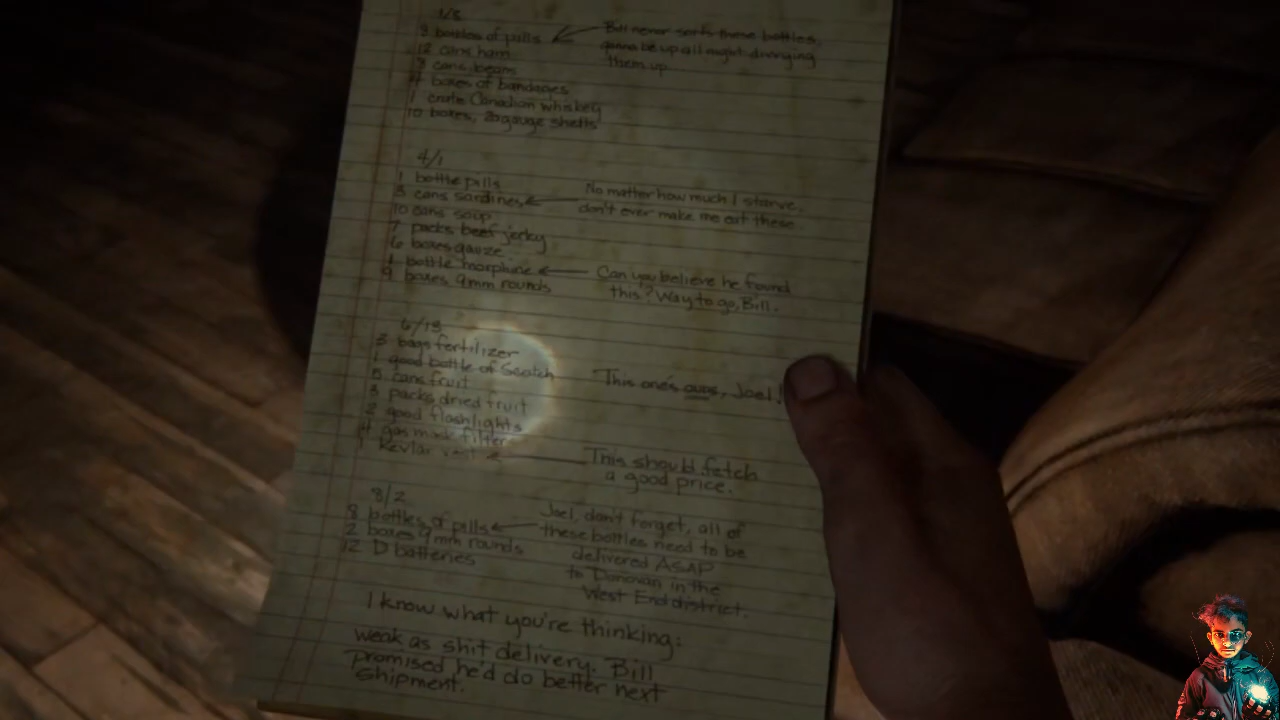 8 bottles of pills
Bill never sorts these bottles,
gonna be up all night divvying
them up.
12 cans ham
cans beans
boxes of bandages
1 crate Canadian whiskey
10 boxes, gauge shells
4/1
1 bottle pills
3 cans sardines
No matter how much I starve,
don't ever make me eat these
10 cans soup
7 packs beef jerky
6 boxes gauze
1 bottle morphine
Can you believe he found
this? Way to go, Bill.
9 boxes 9mm rounds
6/13
3 bags fertilizer
1 good bottle of Scotch
This one's ours, Joel!
5 cans fruit
3 packs dried fruit
2 good flashlights
4 gas mask filter
1 Kevlar vest
This should fetch
a good price.
8/2
8 bottles of pills
Joel, don't forget, all of
these bottles need to be
delivered ASAP
to Donovan in the
West End district.
2 boxes 9mm rounds
12 D batteries
I know what you're thinking:
weak as shit delivery. Bill
promised he'd do better next
shipment.